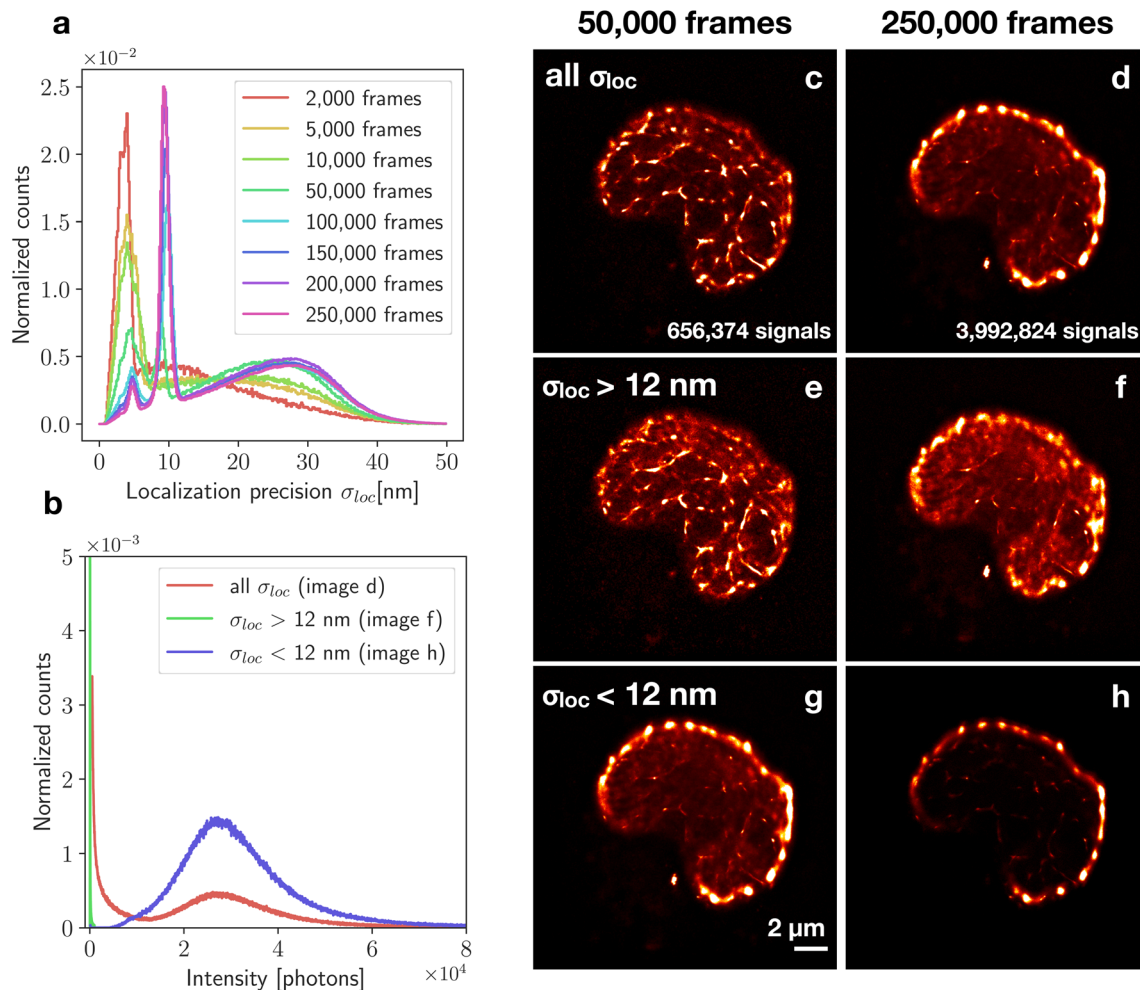 a
×10⁻²
2.5
2.0
1.5
1.0
0.5
0.0
Normalized counts
2,000 frames
5,000 frames
10,000 frames
50,000 frames
100,000 frames
150,000 frames
200,000 frames
250,000 frames
0 10 20 30 40 50
Localization precision σ_loc[nm]
b
×10⁻³
5
4
3
2
1
0
Normalized counts
all σ_loc (image d)
σ_loc > 12 nm (image f)
σ_loc < 12 nm (image h)
0 2 4 6 8
×10⁴
Intensity [photons]
50,000 frames
250,000 frames
all σloc
c
656,374 signals
d
3,992,824 signals
σloc > 12 nm
e
f
σloc < 12 nm
g
2 µm
h